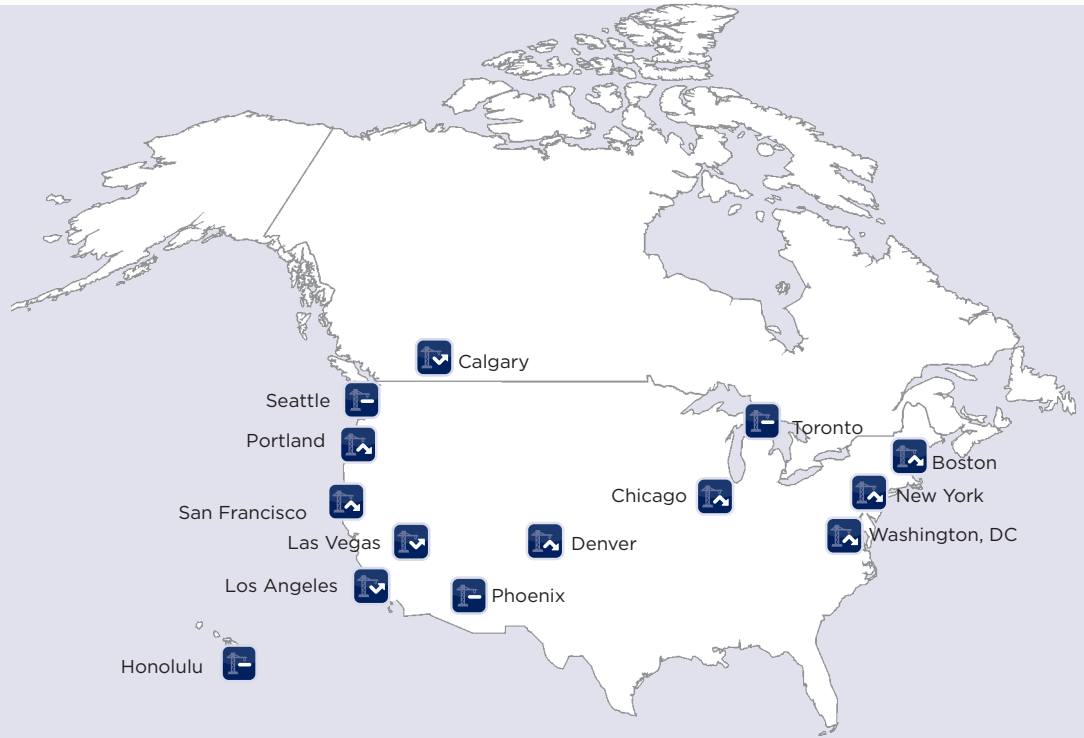 Calgary
Seattle
Toronto
Portland
Boston
Chicago
New York
San Francisco
Washington, DC
Las Vegas
Denver
Los Angeles
Phoenix
Honolulu